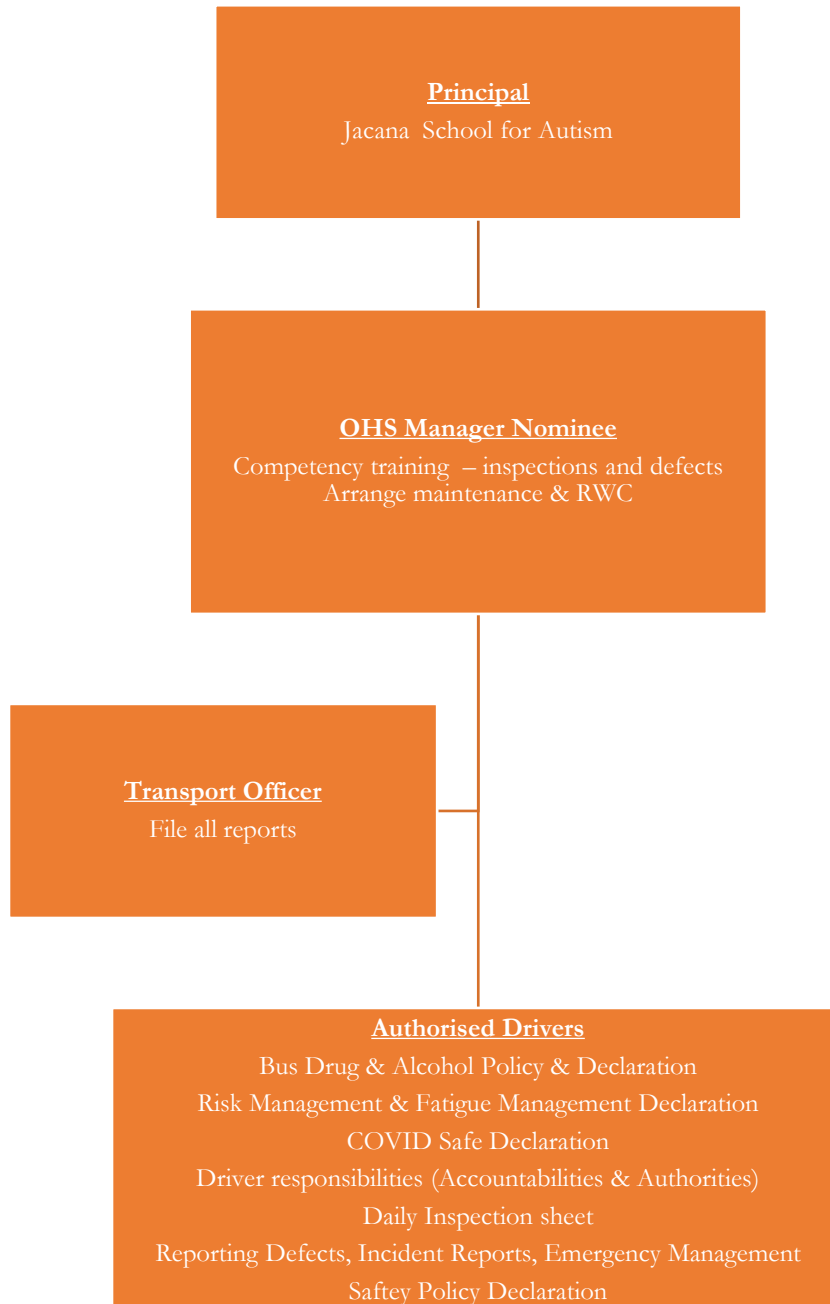 Principal
Jacana School for Autism
OHS Manager Nominee
Competency training – inspections and defects
Arrange maintenance & RWC
Transport Officer
File all reports
Authorised Drivers
Bus Drug & Alcohol Policy & Declaration
Risk Management & Fatigue Management Declaration
COVID Safe Declaration
Driver responsibilities (Accountabilities & Authorities)
Daily Inspection sheet
Reporting Defects, Incident Reports, Emergency Management
Saftey Policy Declaration